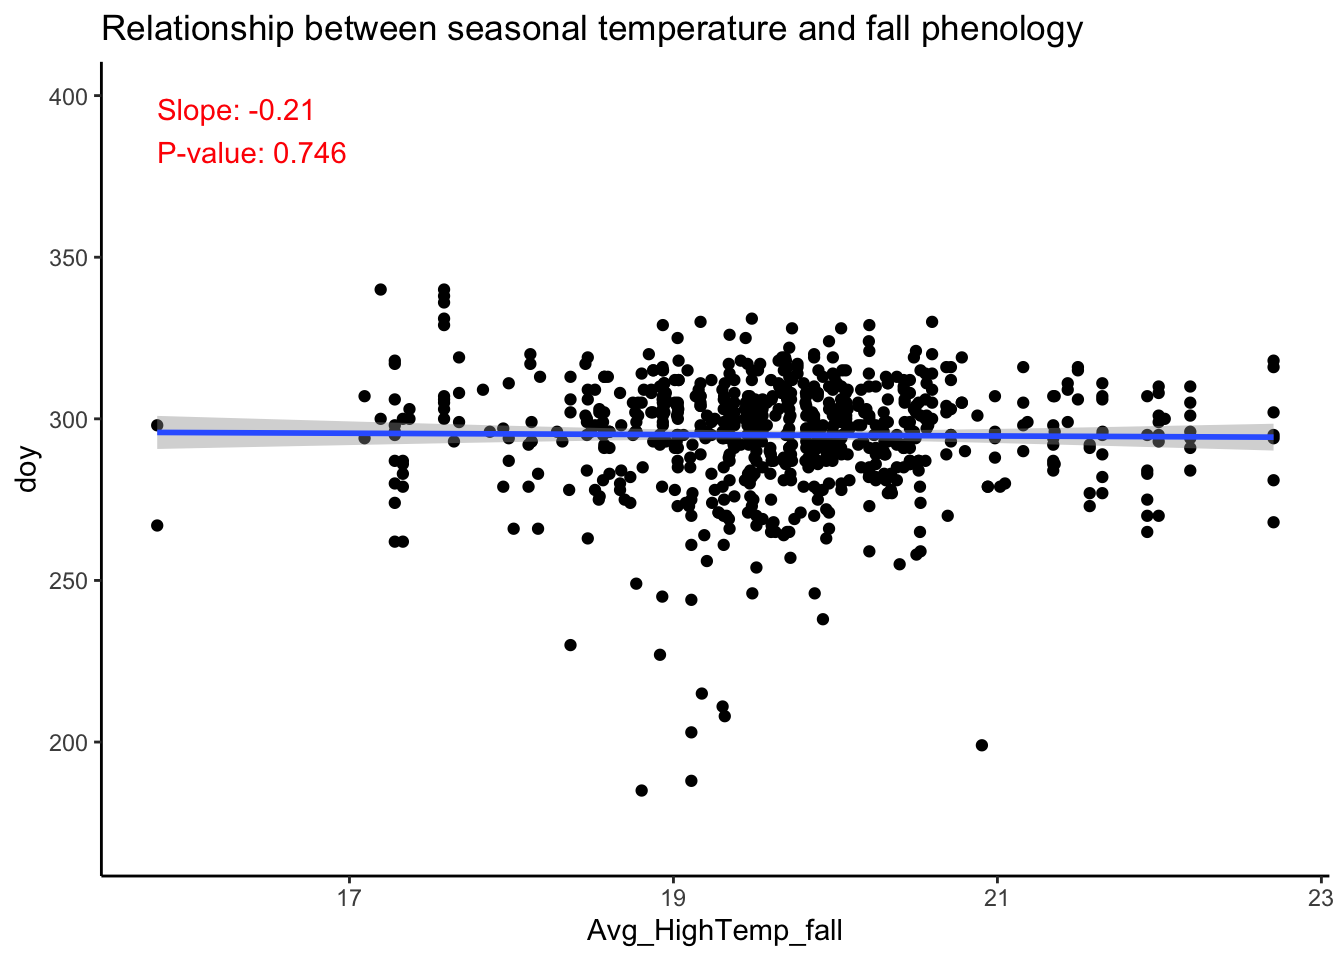 Relationship between seasonal temperature and fall phenology
400
Slope: -0.21
P-value: 0.746
350
300
doy
250
200
17
19
21
23
Avg_HighTemp_fall